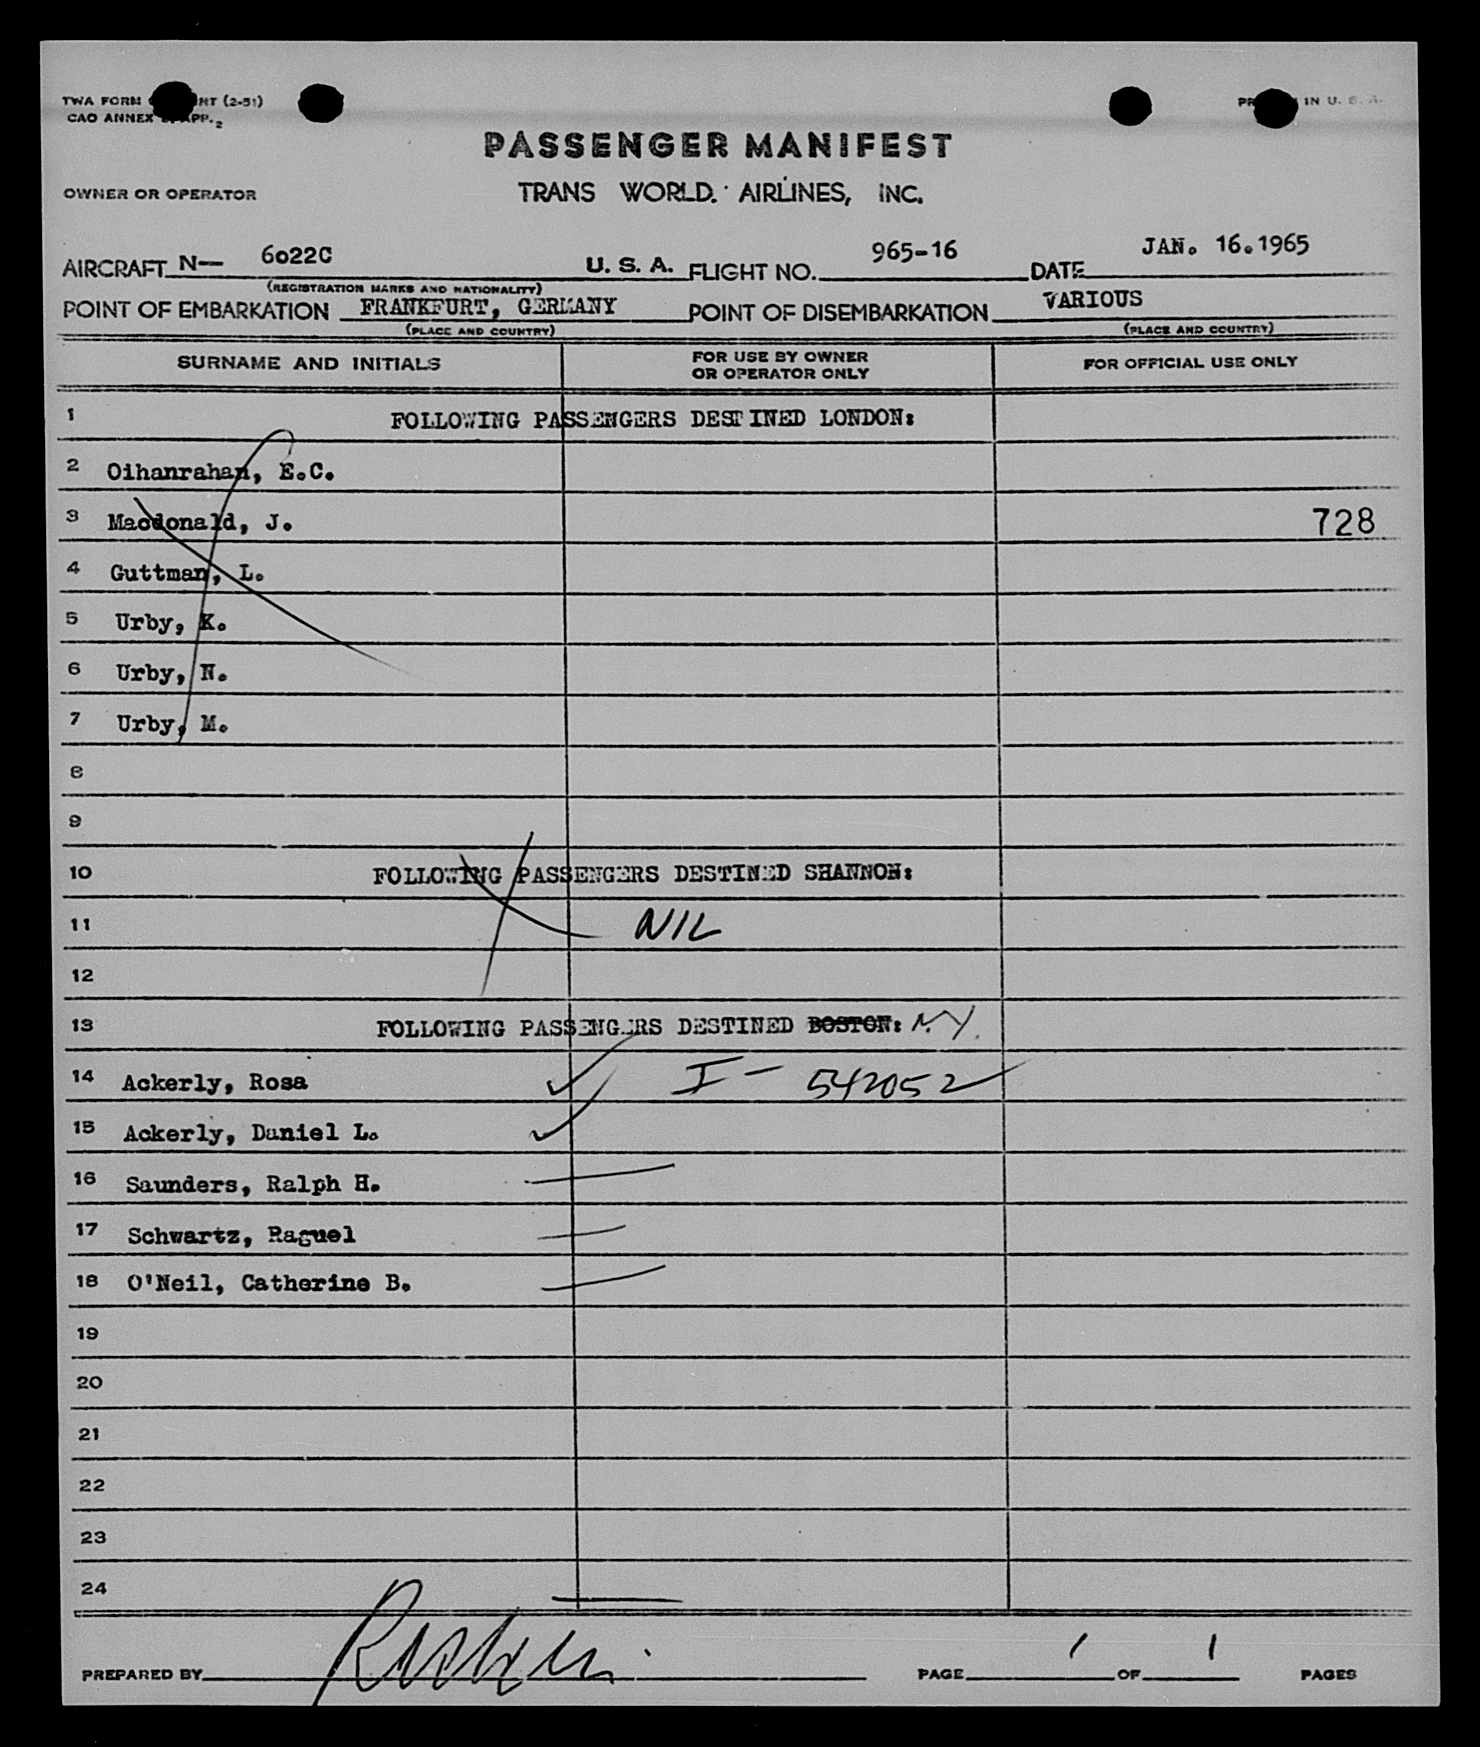 TWA FORM NT (2-51)
CAO ANNEX APP. 2
IN U. S. A.
PASSENGER MANIFEST
OWNER OR OPERATOR TRANS WORLD. AIRLINES, INC.
AIRCRAFT N— 6022C U. S. A. FLIGHT NO. 965-16 DATE JAN. 16.1965
(REGISTRATION MARKS AND NATIONALITY)
POINT OF EMBARKATION FRANKFURT, GERMANY POINT OF DISEMBARKATION VARIOUS
(PLACE AND COUNTRY) (PLACE AND COUNTRY)
SURNAME AND INITIALS FOR USE BY OWNER OR OPERATOR ONLY FOR OFFICIAL USE ONLY
1 FOLLOWING PASSENGERS DESTINED LONDON:
2 Oihanrahan, E.C.
3 Macdonald, J. 728
4 Guttman, L.
5 Urby, K.
6 Urby, N.
7 Urby, M.
8
9
10 FOLLOWING PASSENGERS DESTINED SHANNON:
11 NIL
12
13 FOLLOWING PASSENGERS DESTINED BOSTON: N.Y.
14 Ackerly, Rosa I- 542052
15 Ackerly, Daniel L.
16 Saunders, Ralph H.
17 Schwartz, Raguel
18 O'Neil, Catherine B.
19
20
21
22
23
24
PREPARED BY PAGE 1 OF 1 PAGES